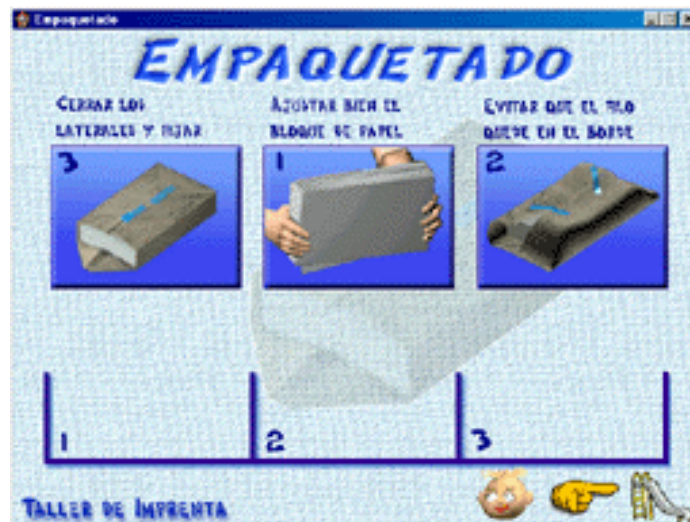 Empaquetado
EMPAQUETADO
CERRAR LOS
LATERALES Y FIJAR
AJUSTAR BIEN EL
BLOQUE DE PAPEL
EVITAR QUE EL FILO
QUEDE EN EL BORDE
3
1
2
1
2
3
TALLER DE IMPRENTA